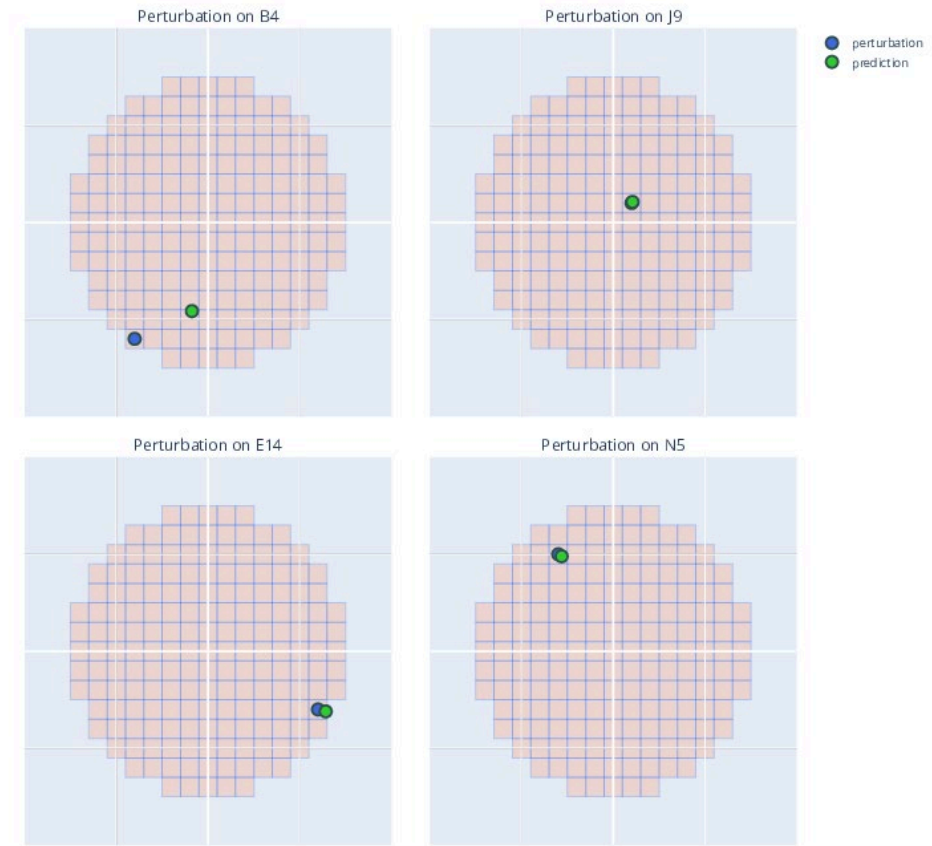 Perturbation on B4
Perturbation on J9
perturbation
prediction
Perturbation on E14
Perturbation on N5